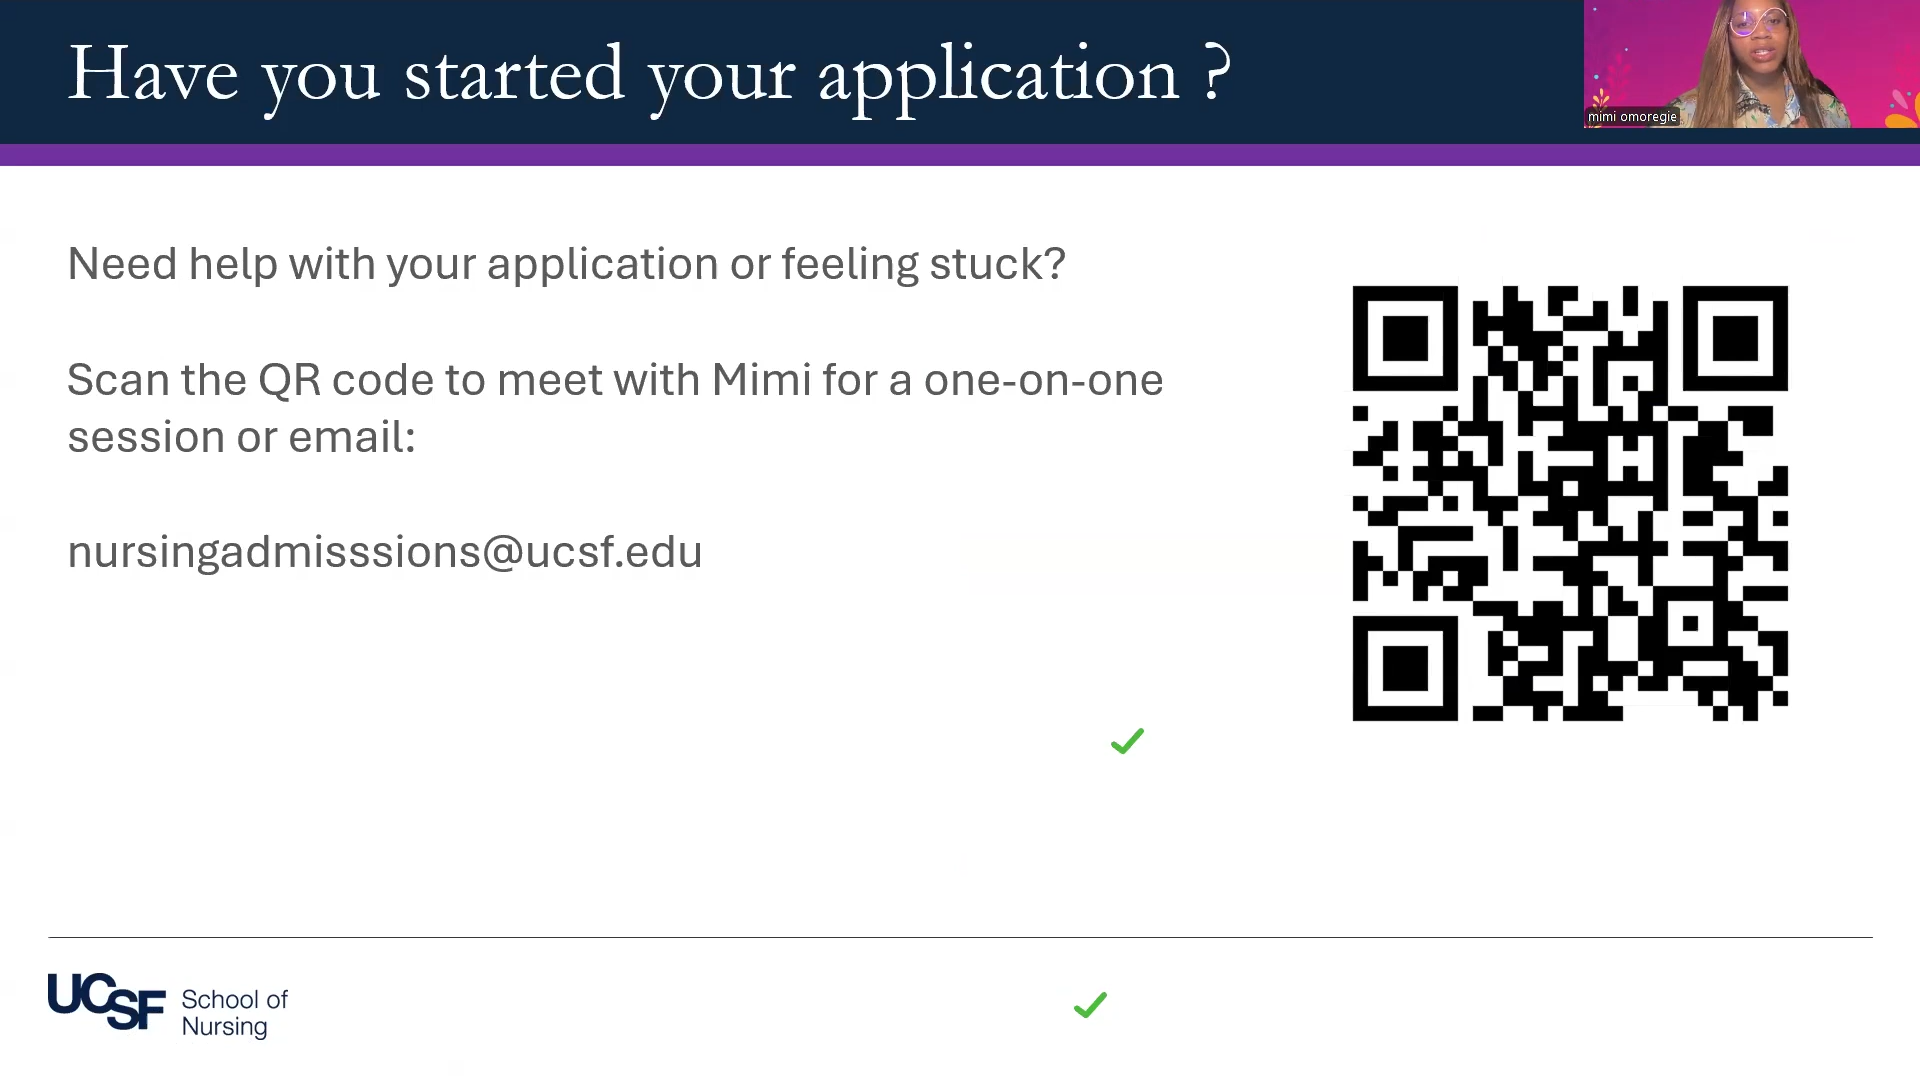 Have you started your application ?
mimi omoregie
Need help with your application or feeling stuck?
Scan the QR code to meet with Mimi for a one-on-one
session or email:
nursingadmisssions@ucsf.edu
UCSF School of
Nursing